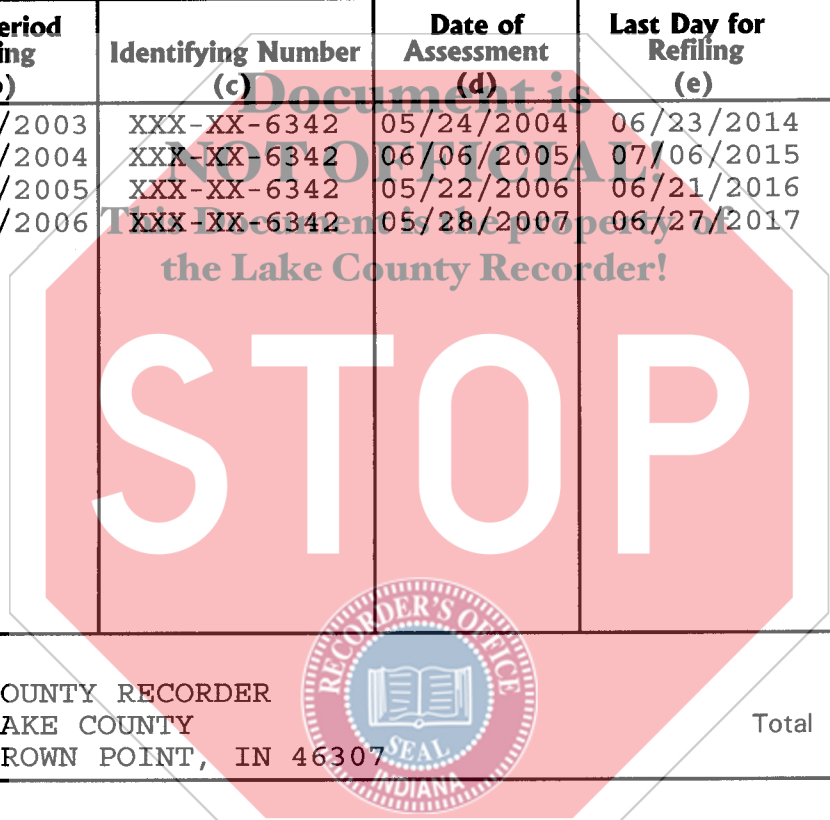 eriod
ing
)
Identifying Number
(c)
Date of
Assessment
(d)
Last Day for
Refiling
(e)
Document is
NOT OFFICIAL!
This Document is the property of
the Lake County Recorder!
/2003 XXX-XX-6342 05/24/2004 06/23/2014
/2004 XXX-XX-6342 06/06/2005 07/06/2015
/2005 XXX-XX-6342 05/22/2006 06/21/2016
/2006 XXX-XX-6342 05/28/2007 06/27/2017
STOP
RECORDER'S OFFICE
SEAL
INDIANA
OUNTY RECORDER
AKE COUNTY
ROWN POINT, IN 46307
Total